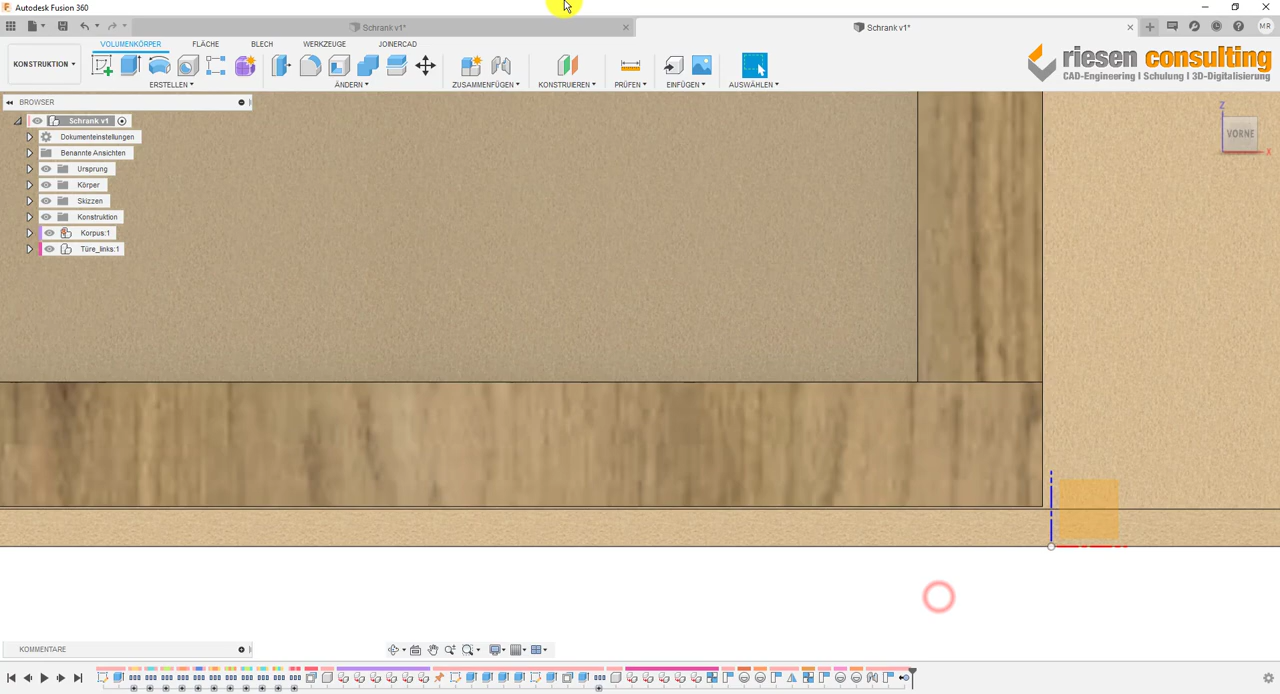 Autodesk Fusion 360
Schrank v1*
Schrank v1*
MR
KONSTRUKTION
VOLUMENKÖRPER
FLÄCHE
BLECH
WERKZEUGE
JOINERCAD
ERSTELLEN
ÄNDERN
ZUSAMMENFÜGEN
KONSTRUIEREN
PRÜFEN
EINFÜGEN
AUSWÄHLEN
riesen consulting
CAD-Engineering | Schulung | 3D-Digitalisierung
BROWSER
Schrank v1
Dokumenteinstellungen
Benannte Ansichten
Ursprung
Körper
Skizzen
Konstruktion
Korpus:1
Türe_links:1
Z
VORNE
X
KOMMENTARE